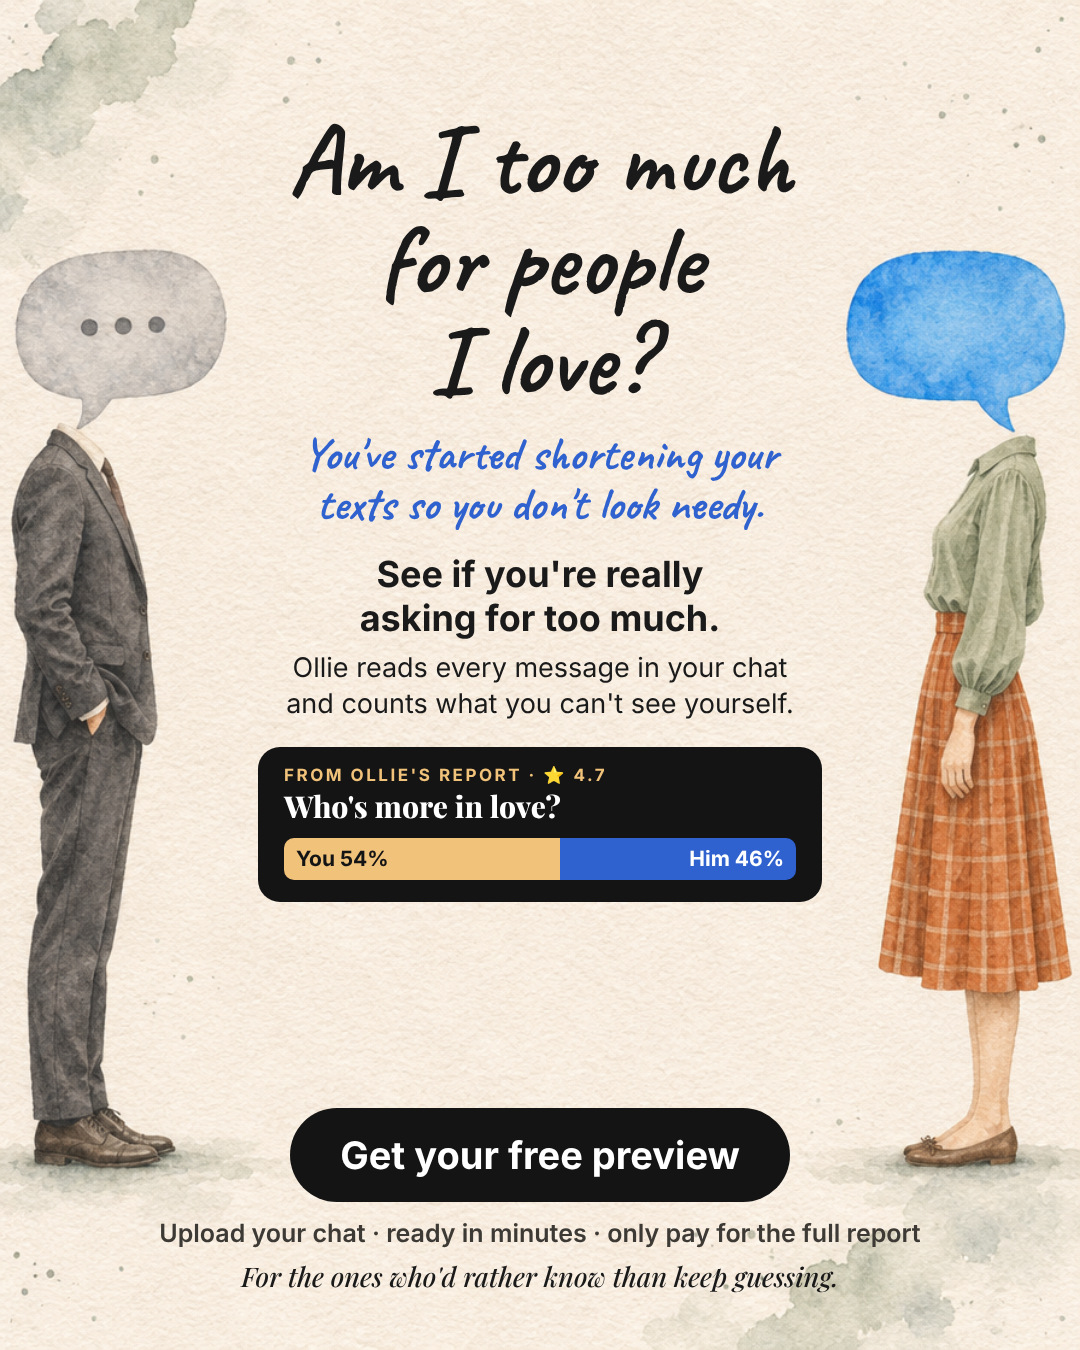 Am I too much
for people
I love?
You've started shortening your
texts so you don't look needy.
See if you're really
asking for too much.
Ollie reads every message in your chat
and counts what you can't see yourself.
FROM OLLIE'S REPORT · ⭐ 4.7
Who's more in love?
You 54% Him 46%
Get your free preview
Upload your chat · ready in minutes · only pay for the full report
For the ones who'd rather know than keep guessing.